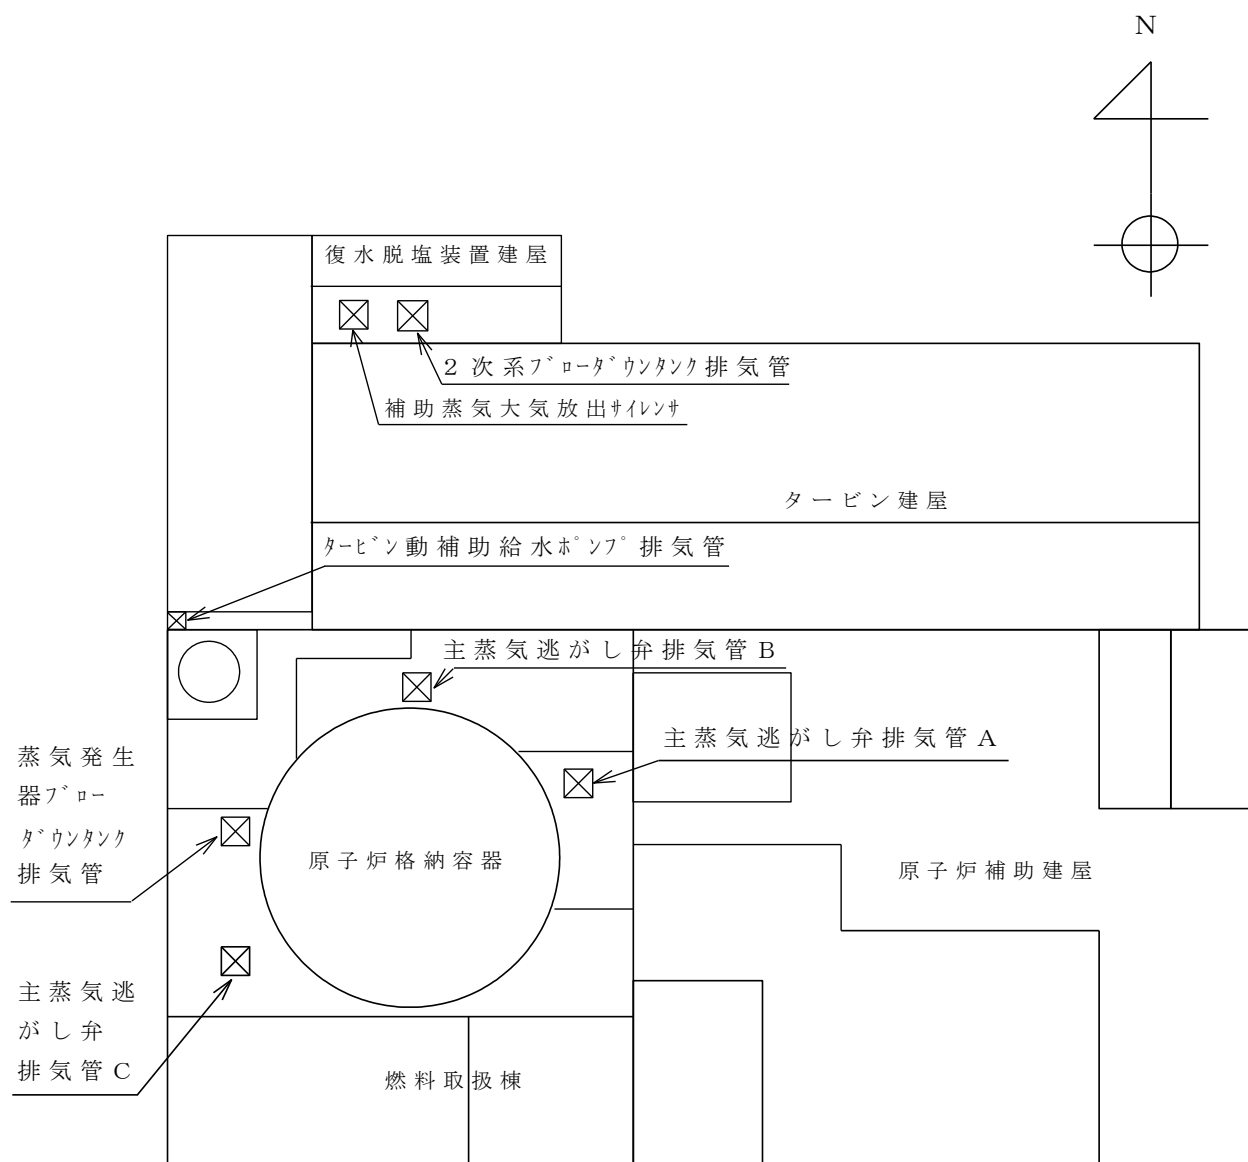 N
復水脱塩装置建屋
2次系ブローダウンタンク排気管
補助蒸気大気放出サイレンサ
タービン建屋
タービン動補助給水ポンプ排気管
主蒸気逃がし弁排気管B
主蒸気逃がし弁排気管A
蒸気発生
器ブロー
ダウンタンク
排気管
原子炉格納容器
原子炉補助建屋
主蒸気逃
がし弁
排気管C
燃料取扱棟